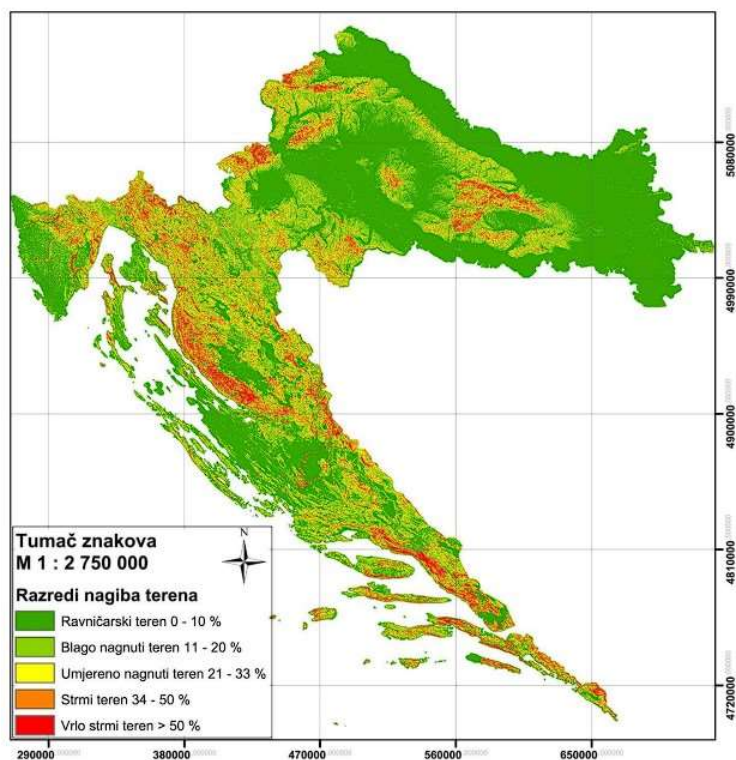 5080000
4990000
4900000
4810000
4720000
Tumač znakova
M 1 : 2 750 000
N
Razredi nagiba terena
Ravničarski teren 0 - 10 %
Blago nagnuti teren 11 - 20 %
Umjereno nagnuti teren 21 - 33 %
Strmi teren 34 - 50 %
Vrlo strmi teren > 50 %
290000 380000 470000 560000 650000